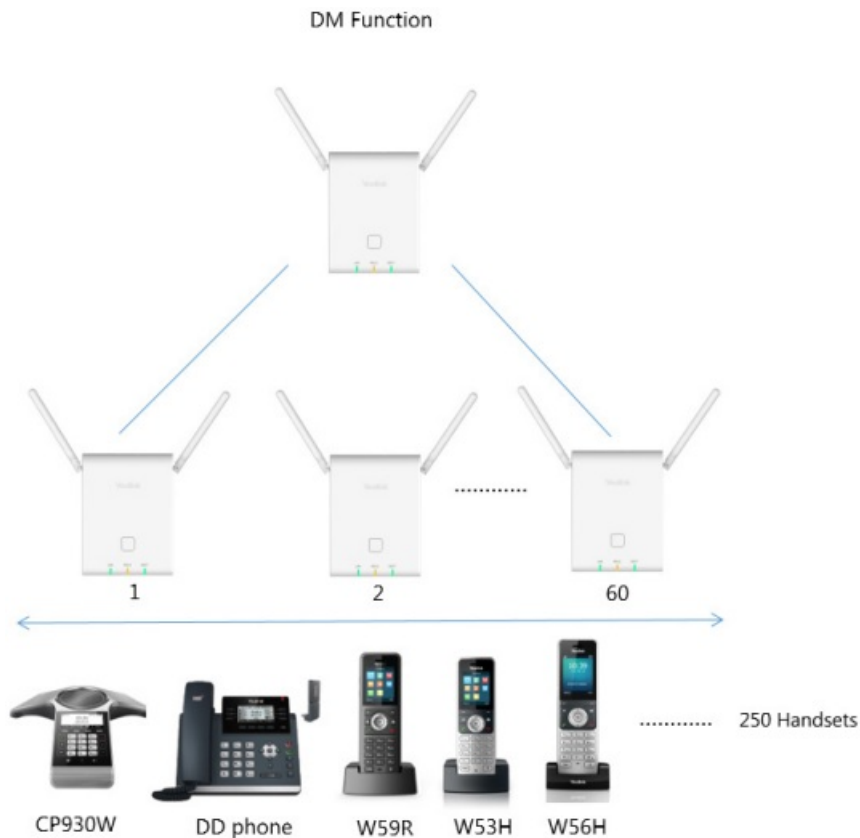 DM Function
1
2
60
250 Handsets
CP930W
DD phone
W59R
W53H
W56H